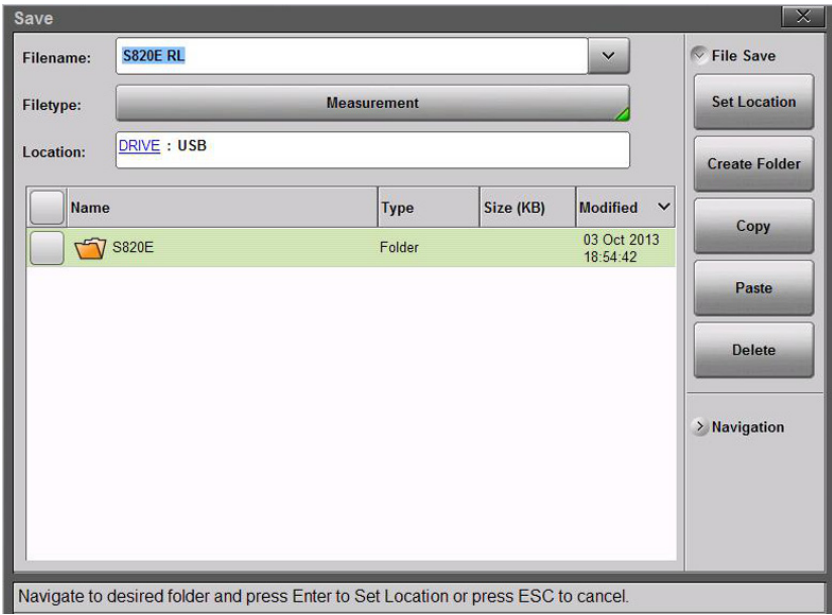 Save
Filename: S820E RL
File Save
Filetype: Measurement
Set Location
Location: DRIVE : USB
Create Folder
Name Type Size (KB) Modified
Copy
S820E Folder 03 Oct 2013
18:54:42
Paste
Delete
Navigation
Navigate to desired folder and press Enter to Set Location or press ESC to cancel.